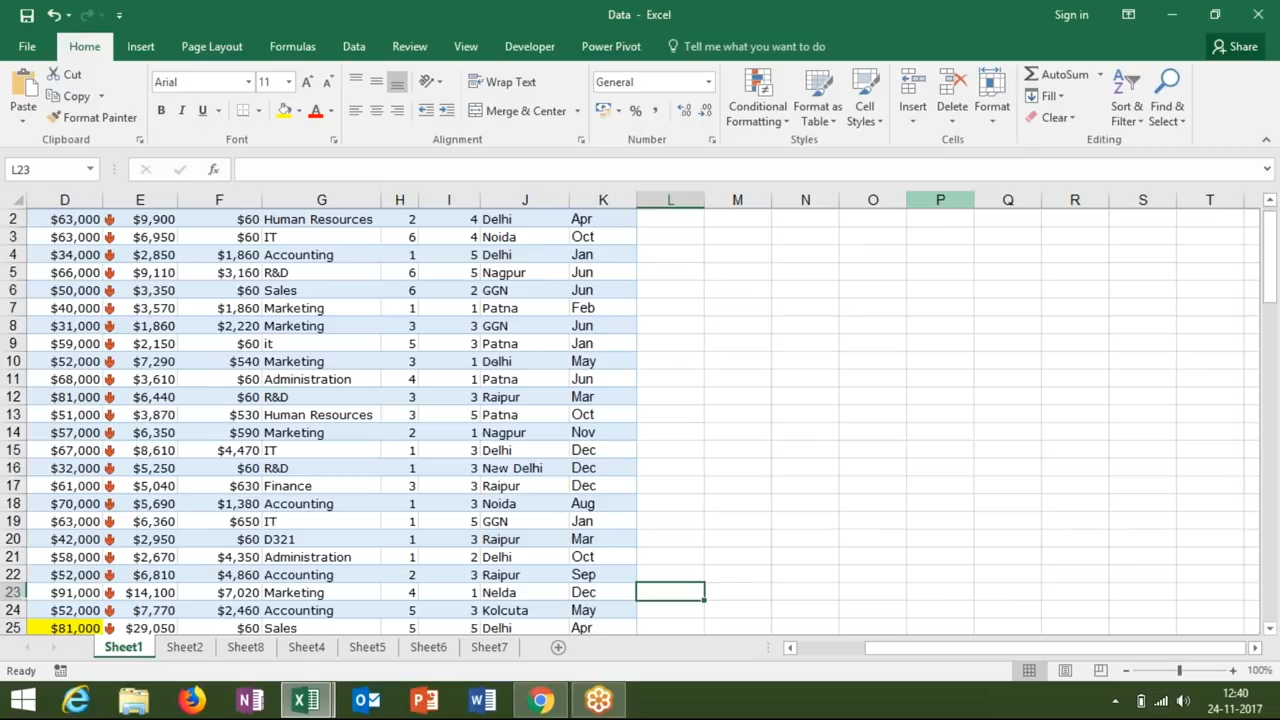 Data - Excel
Sign in
File Home Insert Page Layout Formulas Data Review View Developer Power Pivot Tell me what you want to do Share
Paste
Cut
Copy
Format Painter
Clipboard
Arial 11
B I U
Font
Wrap Text
Merge & Center
Alignment
General
Number
Conditional Formatting
Format as Table
Cell Styles
Styles
Insert Delete Format
Cells
AutoSum
Fill
Clear
Sort & Filter
Find & Select
Editing
L23 fx
D E F G H I J K L M N O P Q R S T
2 $63,000 $9,900 $60 Human Resources 2 4 Delhi Apr
3 $63,000 $6,950 $60 IT 6 4 Noida Oct
4 $34,000 $2,850 $1,860 Accounting 1 5 Delhi Jan
5 $66,000 $9,110 $3,160 R&D 6 5 Nagpur Jun
6 $50,000 $3,350 $60 Sales 6 2 GGN Jun
7 $40,000 $3,570 $1,860 Marketing 1 1 Patna Feb
8 $31,000 $1,860 $2,220 Marketing 3 3 GGN Jun
9 $59,000 $2,150 $60 it 5 3 Patna Jan
10 $52,000 $7,290 $540 Marketing 3 1 Delhi May
11 $68,000 $3,610 $60 Administration 4 1 Patna Jun
12 $81,000 $6,440 $60 R&D 3 3 Raipur Mar
13 $51,000 $3,870 $530 Human Resources 3 5 Patna Oct
14 $57,000 $6,350 $590 Marketing 2 1 Nagpur Nov
15 $67,000 $8,610 $4,470 IT 1 3 Delhi Dec
16 $32,000 $5,250 $60 R&D 1 3 New Delhi Dec
17 $61,000 $5,040 $630 Finance 3 3 Raipur Dec
18 $70,000 $5,690 $1,380 Accounting 1 3 Noida Aug
19 $63,000 $6,360 $650 IT 1 5 GGN Jan
20 $42,000 $2,950 $60 D321 1 3 Raipur Mar
21 $58,000 $2,670 $4,350 Administration 1 2 Delhi Oct
22 $52,000 $6,810 $4,860 Accounting 2 3 Raipur Sep
23 $91,000 $14,100 $7,020 Marketing 4 1 Nelda Dec
24 $52,000 $7,770 $2,460 Accounting 5 3 Kolcuta May
25 $81,000 $29,050 $60 Sales 5 5 Delhi Apr
Sheet1 Sheet2 Sheet8 Sheet4 Sheet5 Sheet6 Sheet7
Ready 100%
12:40
24-11-2017